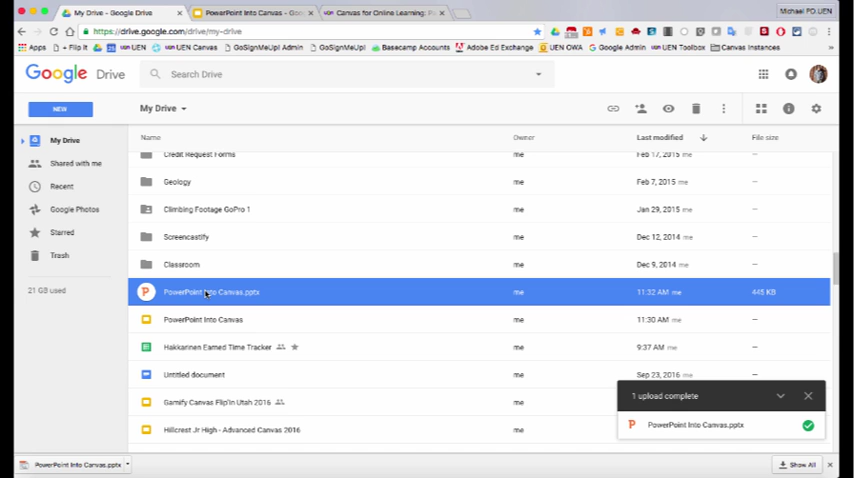 My Drive - Google Drive
PowerPoint Into Canvas - Goo
Canvas for Online Learning: P
Michael PD:UEN
https://drive.google.com/drive/my-drive
Apps
+ Flip It
UEN
UEN Canvas
GoSignMeUp! Admin
GoSignMeUp!
Basecamp Accounts
Adobe Ed Exchange
UEN OWA
Google Admin
UEN Toolbox
Canvas Instances
Google Drive
Search Drive
NEW
My Drive
My Drive
Shared with me
Recent
Google Photos
Starred
Trash
21 GB used
Name Owner Last modified File size
Credit Request Forms me Feb 17, 2015 me –
Geology me Feb 7, 2015 me –
Climbing Footage GoPro 1 me Jan 29, 2015 me –
Screencastify me Dec 12, 2014 me –
Classroom me Dec 9, 2014 me –
PowerPoint Into Canvas.pptx me 11:32 AM me 445 KB
PowerPoint Into Canvas me 11:30 AM me –
Hakkarinen Earned Time Tracker me 9:37 AM me –
Untitled document me Sep 23, 2016 me –
Gamify Canvas Flip'in Utah 2016 me
Hillcrest Jr High - Advanced Canvas 2016 me
1 upload complete
PowerPoint Into Canvas.pptx
PowerPoint Into Canvas.pptx
Show All